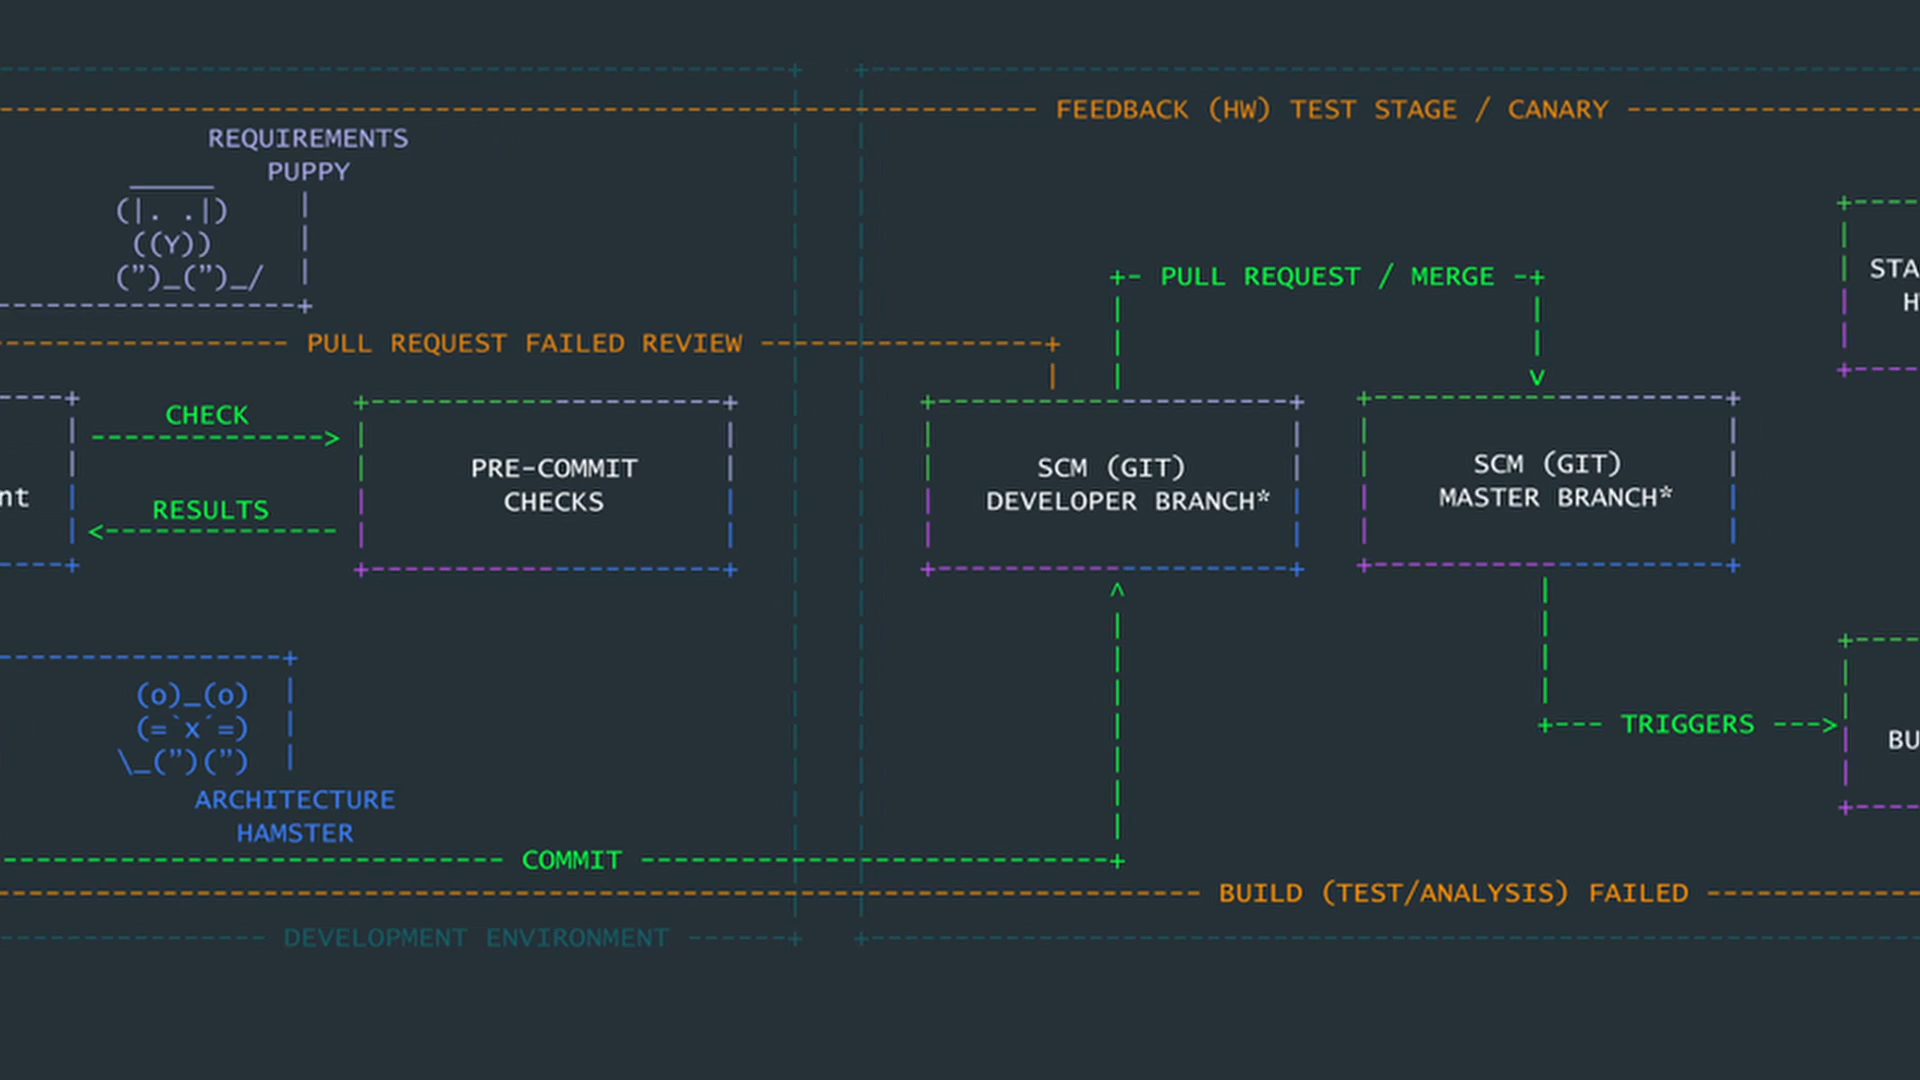 FEEDBACK (HW) TEST STAGE / CANARY
REQUIREMENTS
PUPPY
(|. .|)
((Y))
(”)_(”)_/
PULL REQUEST / MERGE
PULL REQUEST FAILED REVIEW
CHECK
RESULTS
nt
PRE-COMMIT
CHECKS
SCM (GIT)
DEVELOPER BRANCH*
SCM (GIT)
MASTER BRANCH*
STA
H
TRIGGERS
BU
(o)_(o)
(=`x´=)
\_(”)(”)
ARCHITECTURE
HAMSTER
COMMIT
BUILD (TEST/ANALYSIS) FAILED
DEVELOPMENT ENVIRONMENT